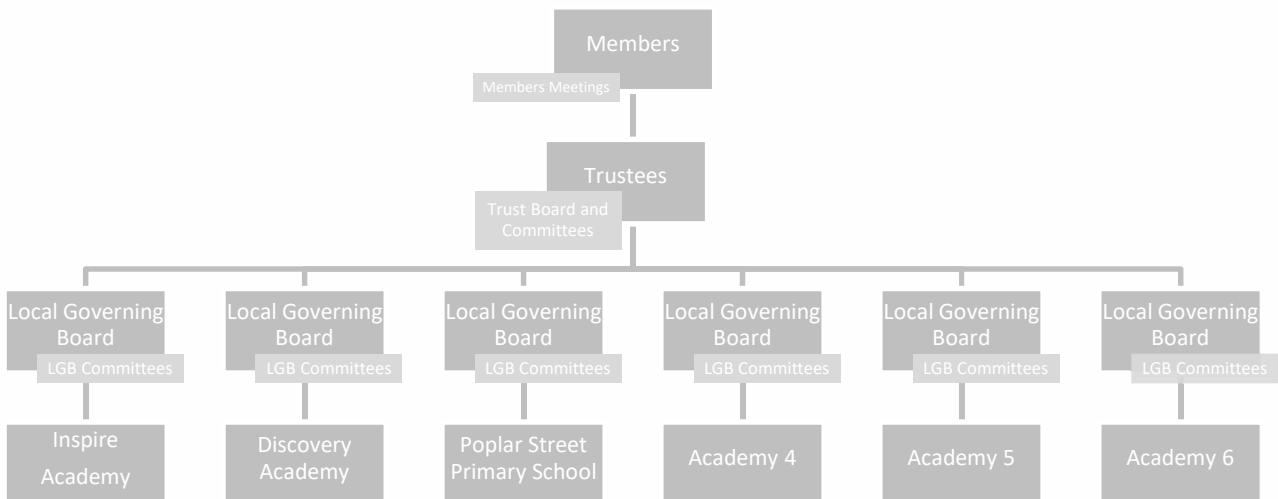 Members
Members Meetings
Trustees
Trust Board and
Committees
Local Governing
Board
LGB Committees
Local Governing
Board
LGB Committees
Local Governing
Board
LGB Committees
Local Governing
Board
LGB Committees
Local Governing
Board
LGB Committees
Local Governing
Board
LGB Committees
Inspire
Academy
Discovery
Academy
Poplar Street
Primary School
Academy 4
Academy 5
Academy 6